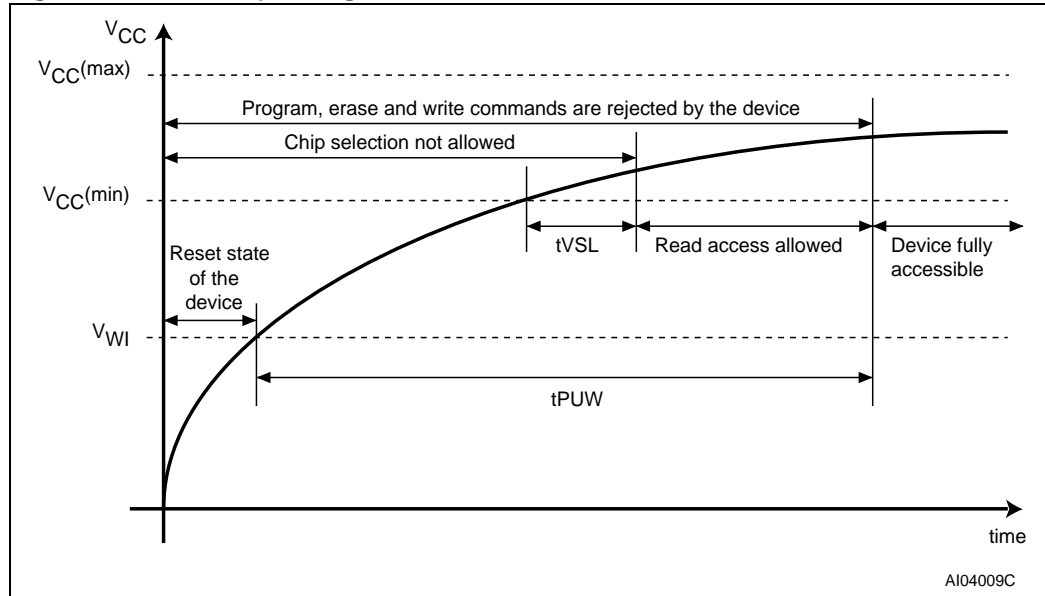 VCC
VCC(max)
Program, erase and write commands are rejected by the device
Chip selection not allowed
VCC(min)
Reset state
of the
device
tVSL
Read access allowed
Device fully
accessible
VWI
tPUW
time
AI04009C